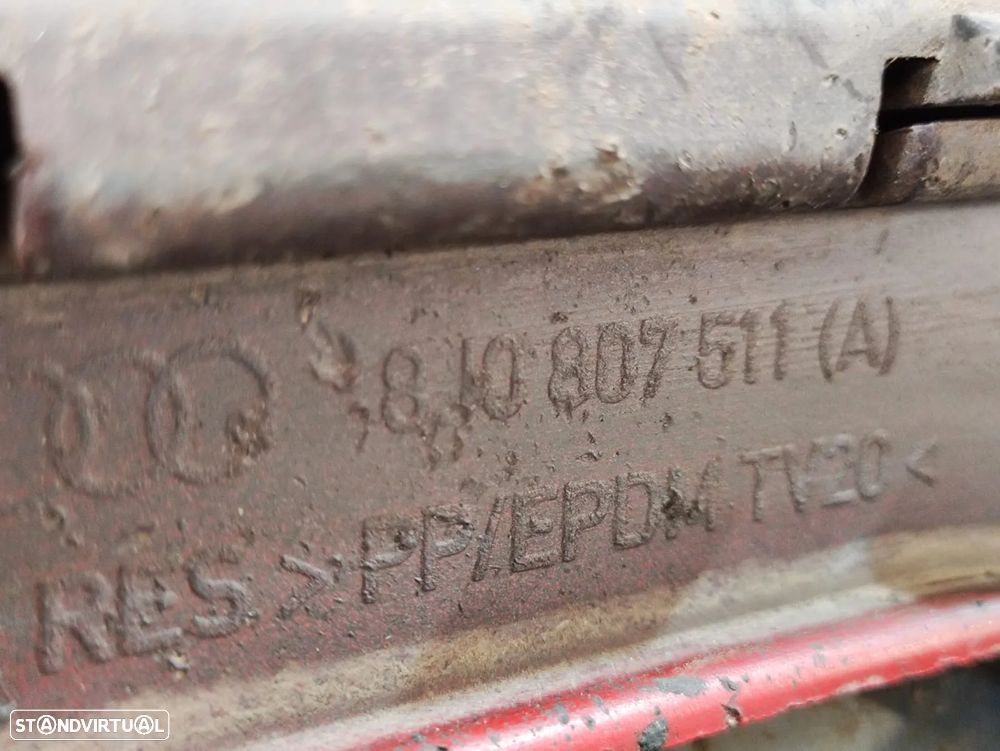 8J0 807 511 (A)
RES >PP/EPDM TV20<
STANDVIRTUAL